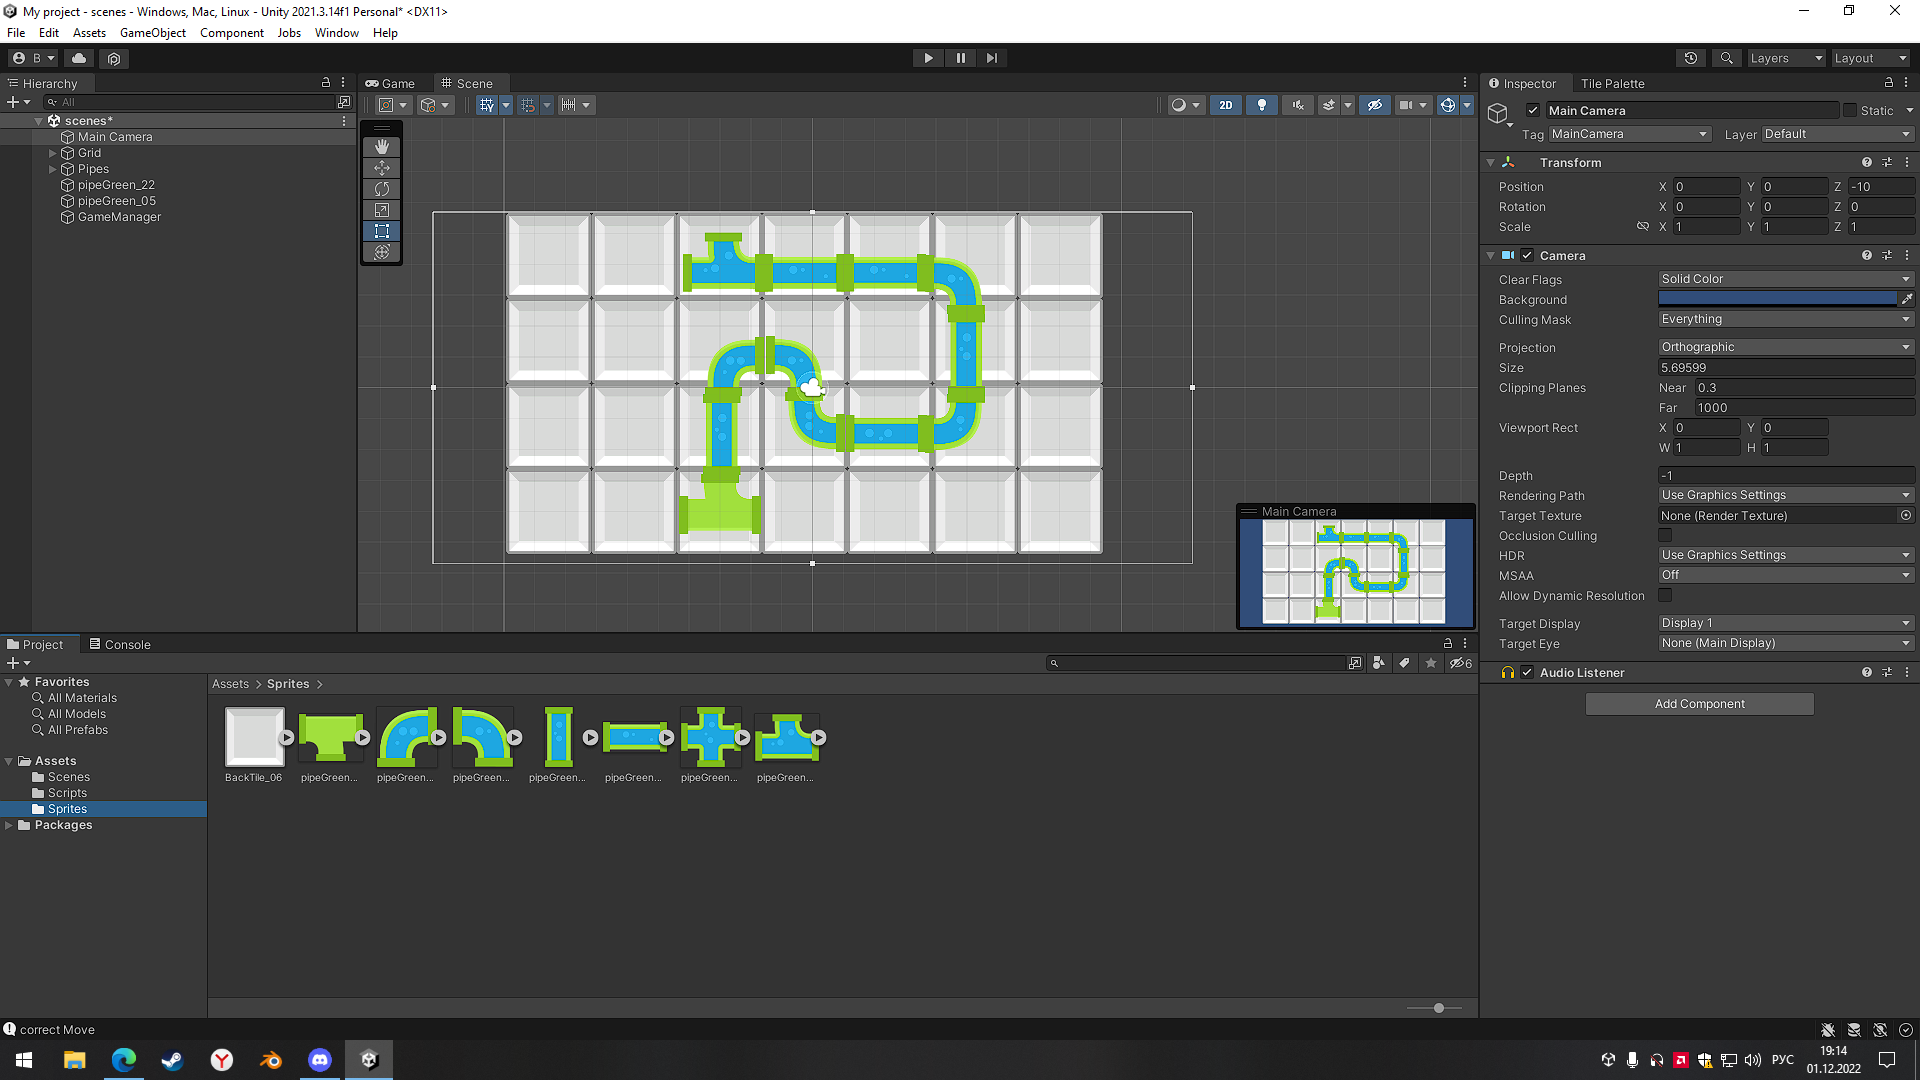 My project - scenes - Windows, Mac, Linux - Unity 2021.3.14f1 Personal* <DX11>
File Edit Assets GameObject Component Jobs Window Help
B
Layers
Layout
Hierarchy
All
scenes*
Main Camera
Grid
Pipes
pipeGreen_22
pipeGreen_05
GameManager
Game
Scene
2D
Main Camera
Inspector
Tile Palette
Main Camera
Static
Tag MainCamera Layer Default
Transform
Position X 0 Y 0 Z -10
Rotation X 0 Y 0 Z 0
Scale X 1 Y 1 Z 1
Camera
Clear Flags Solid Color
Background
Culling Mask Everything
Projection Orthographic
Size 5.69599
Clipping Planes Near 0.3
Far 1000
Viewport Rect X 0 Y 0
W 1 H 1
Depth -1
Rendering Path Use Graphics Settings
Target Texture None (Render Texture)
Occlusion Culling
HDR Use Graphics Settings
MSAA Off
Allow Dynamic Resolution
Target Display Display 1
Target Eye None (Main Display)
Audio Listener
Add Component
Project
Console
6
Favorites
All Materials
All Models
All Prefabs
Assets
Scenes
Scripts
Sprites
Packages
Assets > Sprites >
BackTile_06
pipeGreen...
pipeGreen...
pipeGreen...
pipeGreen...
pipeGreen...
pipeGreen...
pipeGreen...
correct Move
РУС
19:14
01.12.2022